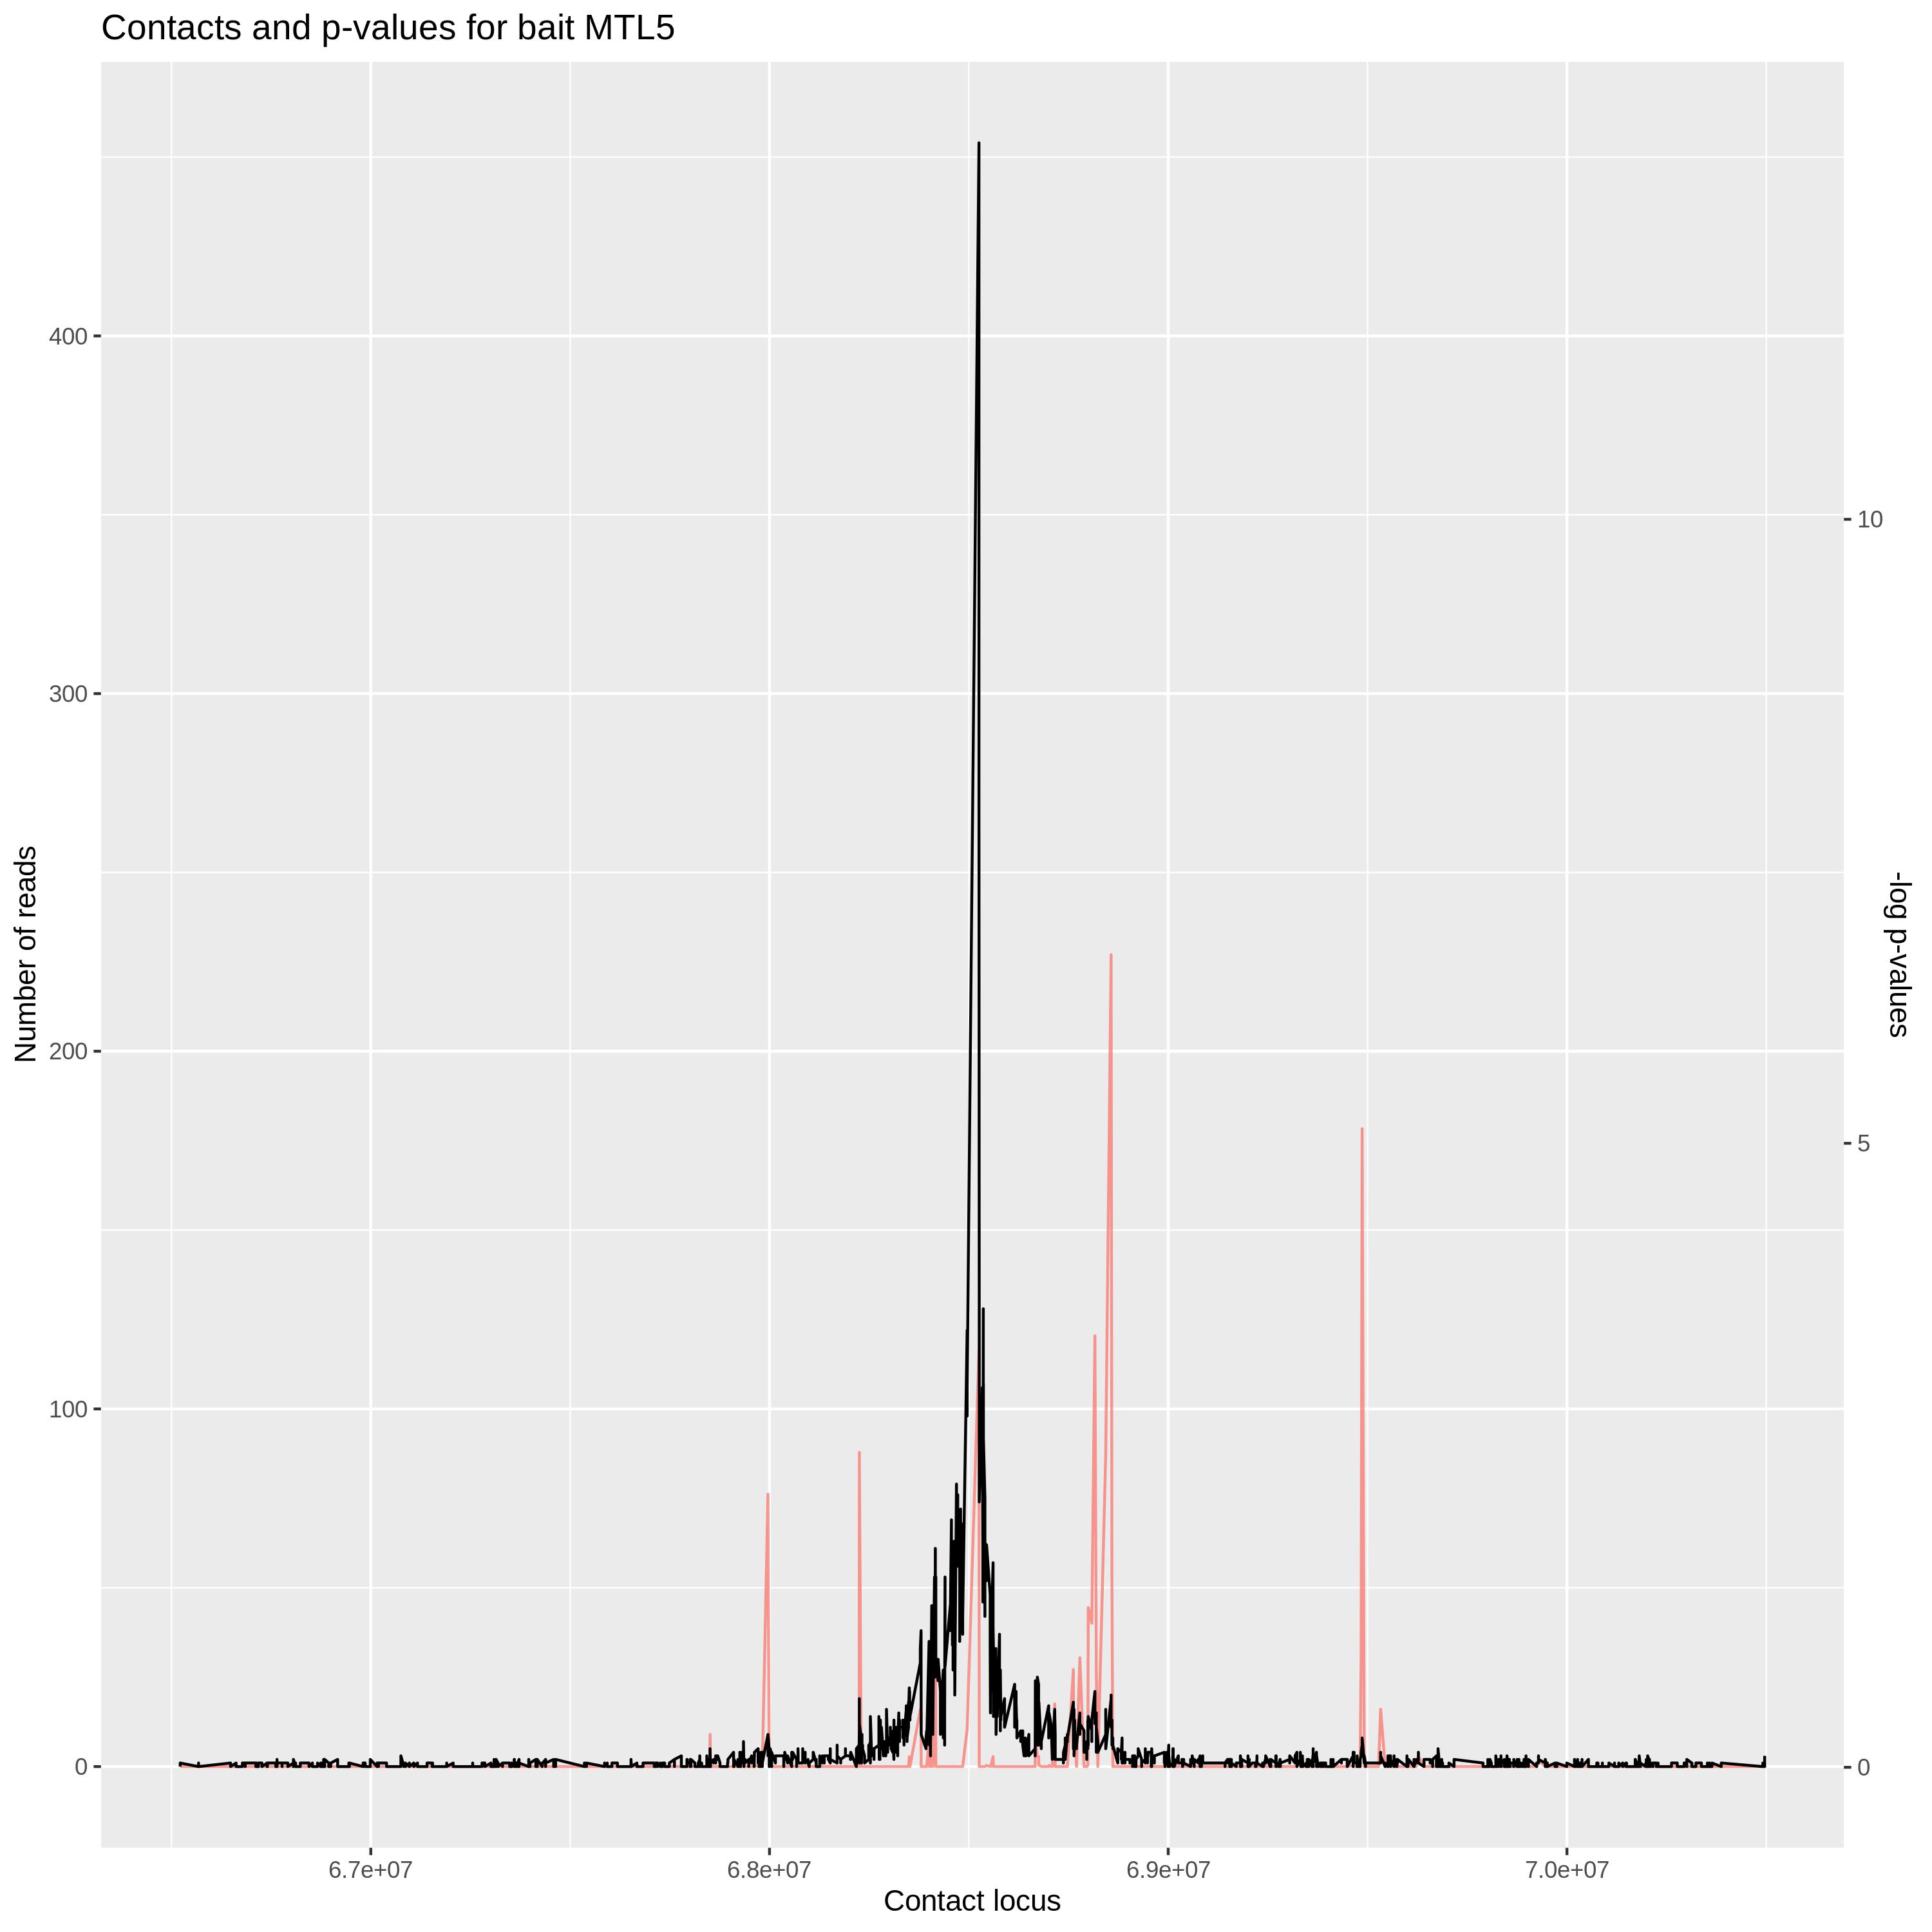 Contacts and p-values for bait MTL5
400
300
200
100
0
Number of reads
10
5
0
-log p-values
6.7e+07
6.8e+07
6.9e+07
7.0e+07
Contact locus